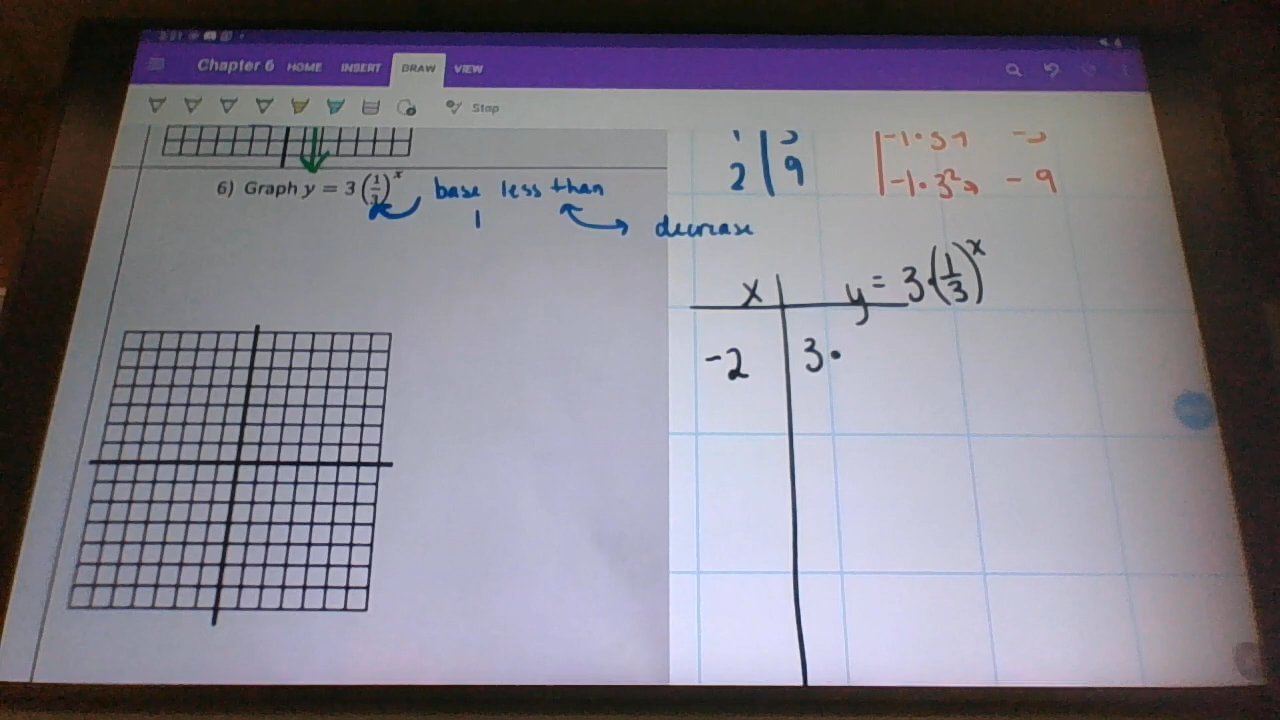 Chapter 6 HOME INSERT DRAW VIEW
Stop
6) Graph y = 3(1/3)^x
base less than
1
decrease
2 | 9
-1·3² → -9
x | y = 3·(1/3)^x
-2 | 3·